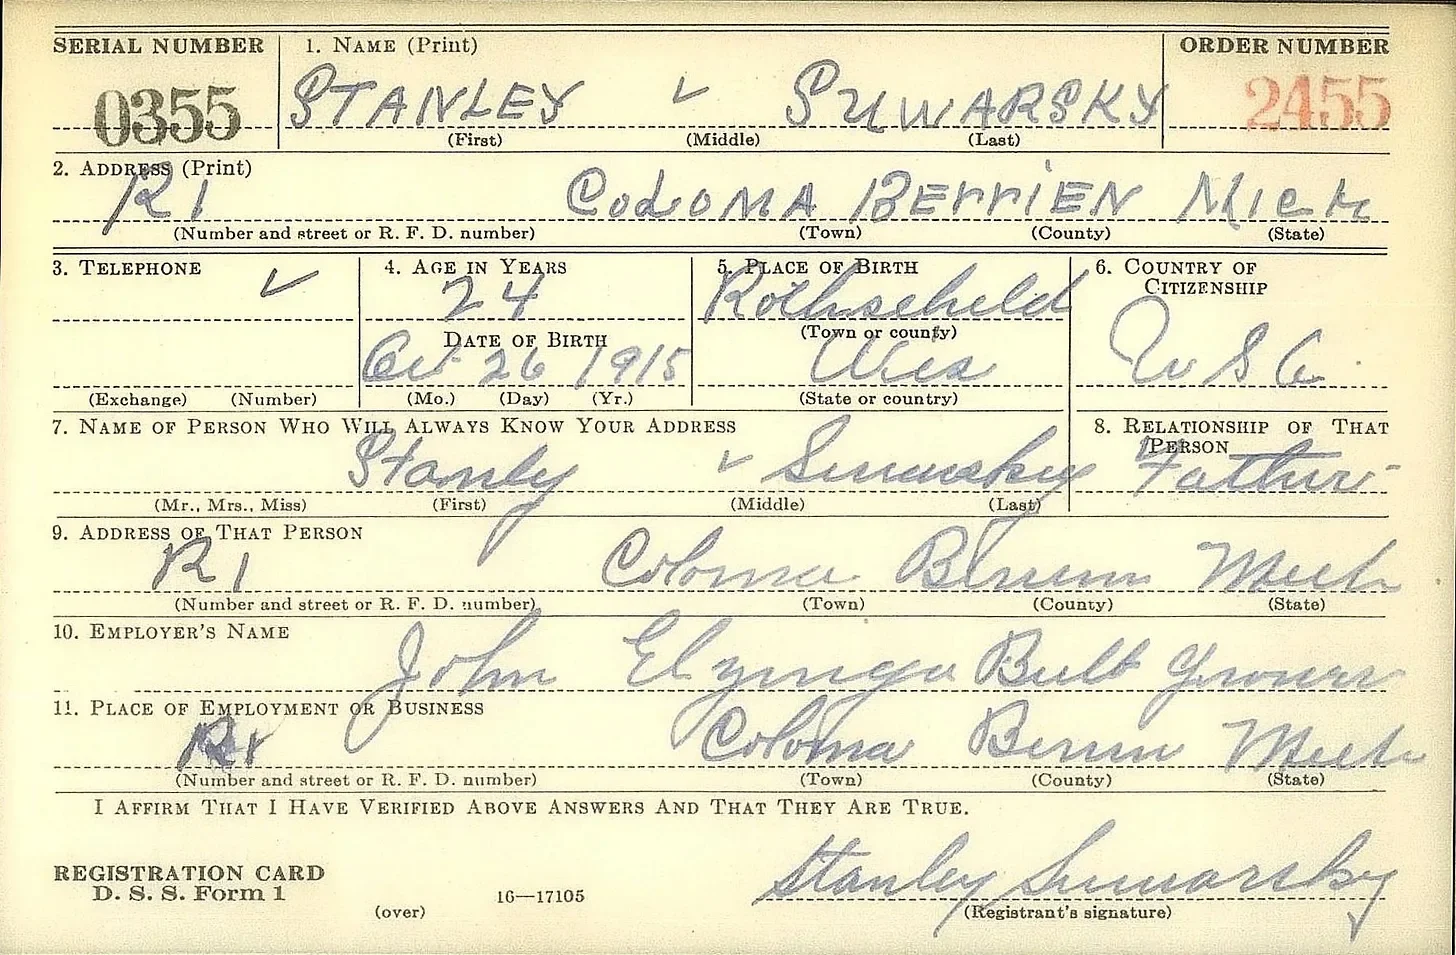 SERIAL NUMBER 1. NAME (Print) ORDER NUMBER
0355 STANLEY SUWARSKY 2455
(First) (Middle) (Last)
2. ADDRESS (Print)
R1 COLOMA BERRIEN MICH
(Number and street or R. F. D. number) (Town) (County) (State)
3. TELEPHONE 4. AGE IN YEARS 5. PLACE OF BIRTH 6. COUNTRY OF CITIZENSHIP
24 Rothschild
DATE OF BIRTH (Town or county)
Oct 26 1915 Wis U S A
(Exchange) (Number) (Mo.) (Day) (Yr.) (State or country)
7. NAME OF PERSON WHO WILL ALWAYS KNOW YOUR ADDRESS 8. RELATIONSHIP OF THAT PERSON
Stanly Suwarsky Father
(Mr., Mrs., Miss) (First) (Middle) (Last)
9. ADDRESS OF THAT PERSON
R1 Coloma Berrien Mich
(Number and street or R. F. D. number) (Town) (County) (State)
10. EMPLOYER'S NAME
John Elzinga Bulb Growers
11. PLACE OF EMPLOYMENT OR BUSINESS
R1 Coloma Berrien Mich
(Number and street or R. F. D. number) (Town) (County) (State)
I AFFIRM THAT I HAVE VERIFIED ABOVE ANSWERS AND THAT THEY ARE TRUE.
REGISTRATION CARD Stanley Suwarsky
D. S. S. Form 1 16—17105
(over) (Registrant's signature)